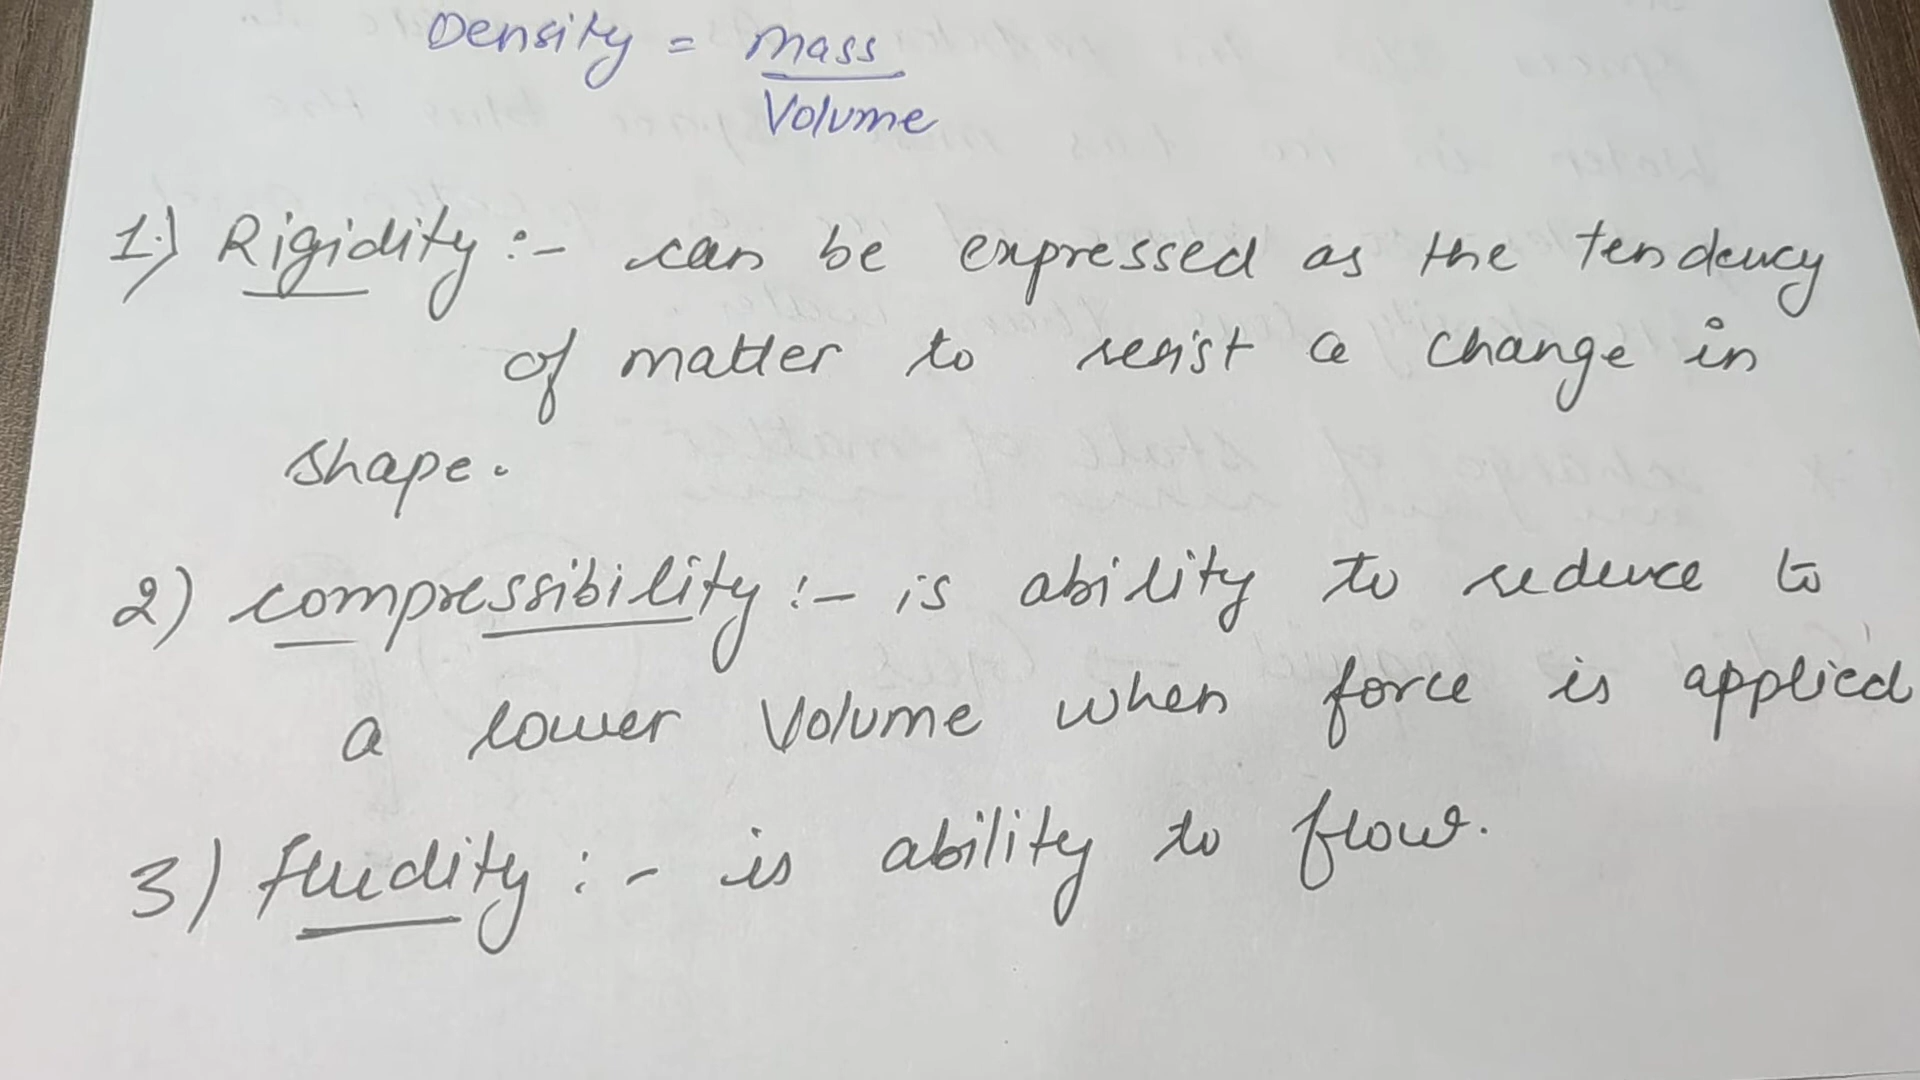 Density = Mass
Volume
1.) Rigidity :- can be expressed as the tendency
of matter to resist a change in
shape.
2) compressibility :- is ability to reduce to
a lower Volume when force is applied
3) fluidity :- is ability to flow.